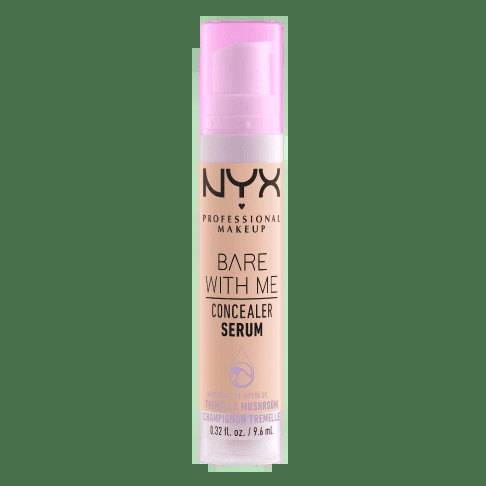 NYX
PROFESSIONAL
MAKEUP
BARE
WITH ME
CONCEALER
SERUM
TREMELLA MUSHROOM
CHAMPIGNON TREMELLE
0.32 fl. oz. / 9.6 mL